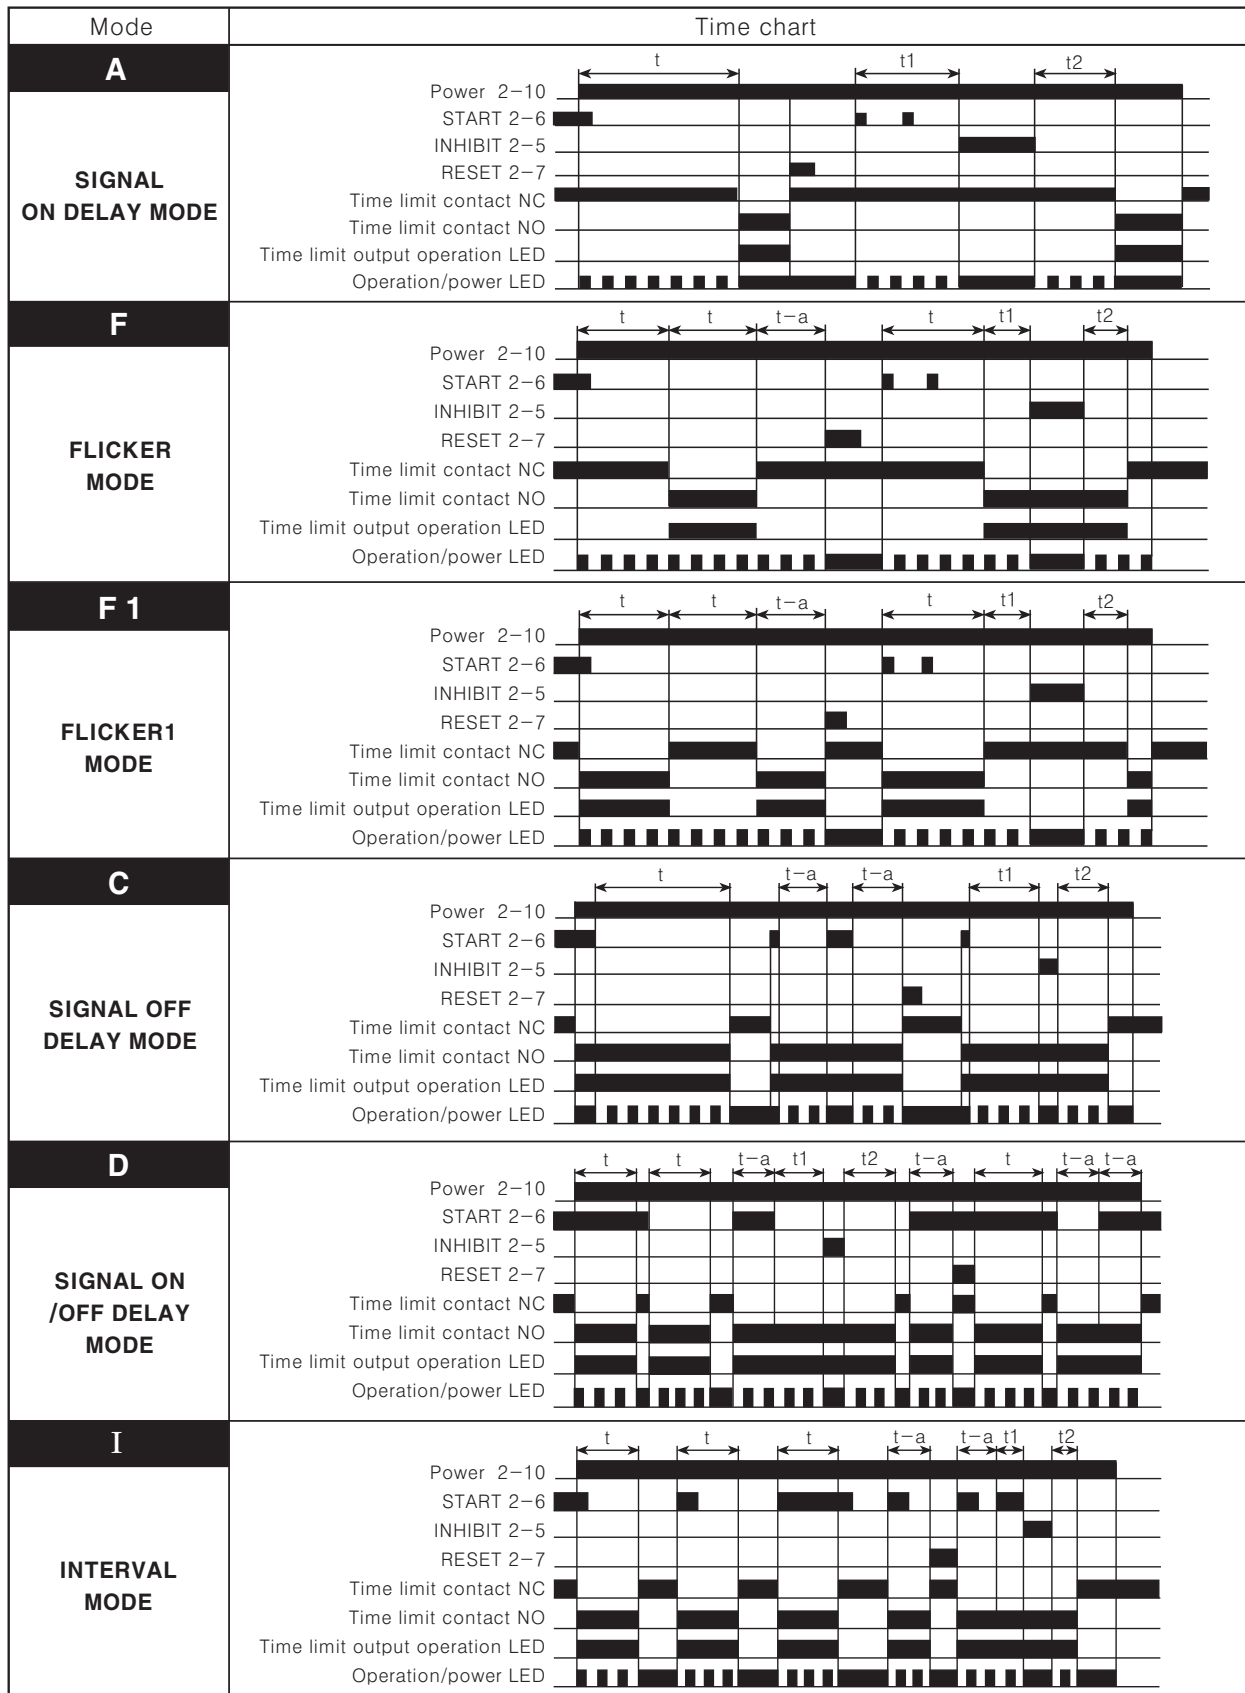 Mode Time chart
A
t t1 t2
Power 2-10
START 2-6
INHIBIT 2-5
RESET 2-7
SIGNAL
ON DELAY MODE
Time limit contact NC
Time limit contact NO
Time limit output operation LED
Operation/power LED
F
t t t-a t t1 t2
Power 2-10
START 2-6
INHIBIT 2-5
RESET 2-7
FLICKER
MODE
Time limit contact NC
Time limit contact NO
Time limit output operation LED
Operation/power LED
F 1
t t t-a t t1 t2
Power 2-10
START 2-6
INHIBIT 2-5
RESET 2-7
FLICKER1
MODE
Time limit contact NC
Time limit contact NO
Time limit output operation LED
Operation/power LED
C
t t-a t-a t1 t2
Power 2-10
START 2-6
INHIBIT 2-5
RESET 2-7
SIGNAL OFF
DELAY MODE
Time limit contact NC
Time limit contact NO
Time limit output operation LED
Operation/power LED
D
t t t-a t1 t2 t-a t t-a t-a
Power 2-10
START 2-6
INHIBIT 2-5
RESET 2-7
SIGNAL ON
/OFF DELAY
MODE
Time limit contact NC
Time limit contact NO
Time limit output operation LED
Operation/power LED
I
t t t t-a t-a t1 t2
Power 2-10
START 2-6
INHIBIT 2-5
RESET 2-7
INTERVAL
MODE
Time limit contact NC
Time limit contact NO
Time limit output operation LED
Operation/power LED